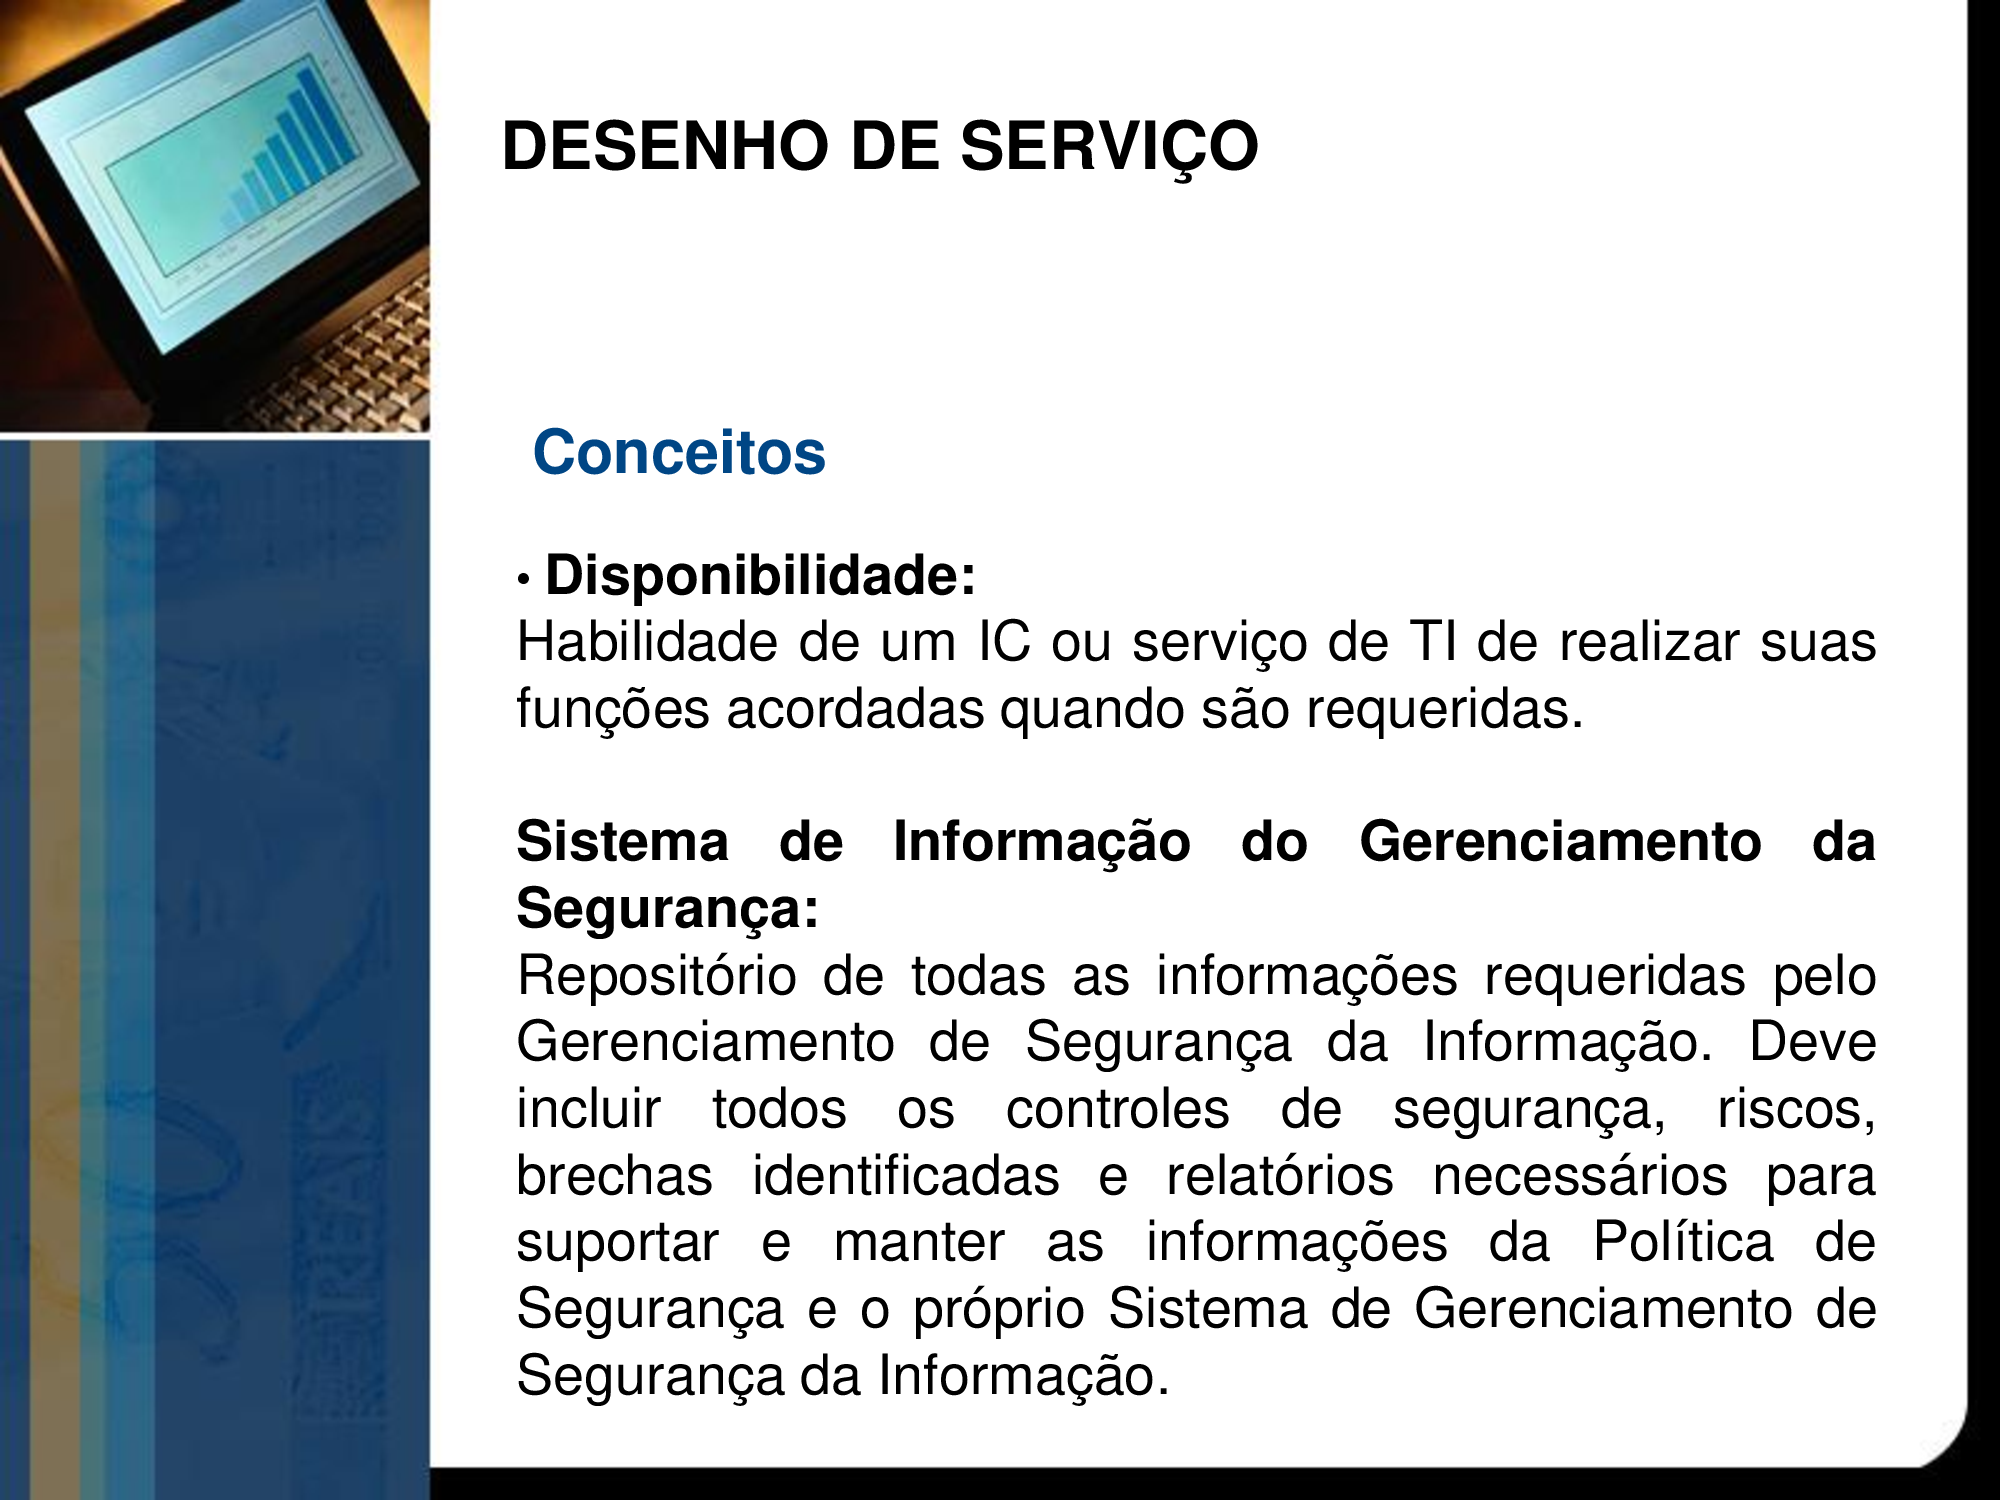 DESENHO DE SERVIÇO
Conceitos
• Disponibilidade:
Habilidade de um IC ou serviço de TI de realizar suas
funções acordadas quando são requeridas.
Sistema de Informação do Gerenciamento da
Segurança:
Repositório de todas as informações requeridas pelo
Gerenciamento de Segurança da Informação. Deve
incluir todos os controles de segurança, riscos,
brechas identificadas e relatórios necessários para
suportar e manter as informações da Política de
Segurança e o próprio Sistema de Gerenciamento de
Segurança da Informação.
REAIS